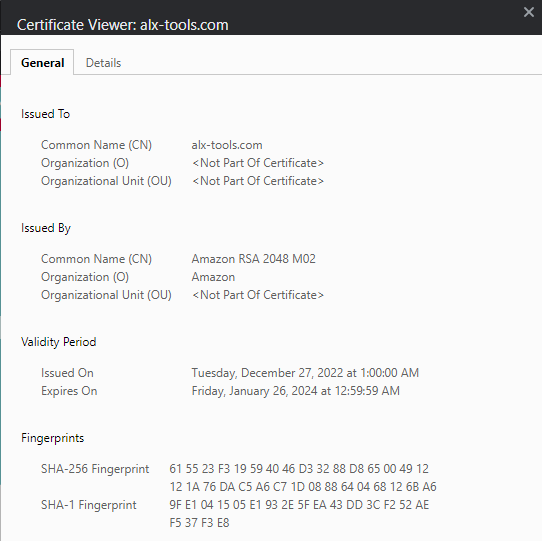 Certificate Viewer: alx-tools.com
General Details
Issued To
Common Name (CN) alx-tools.com
Organization (O) <Not Part Of Certificate>
Organizational Unit (OU) <Not Part Of Certificate>
Issued By
Common Name (CN) Amazon RSA 2048 M02
Organization (O) Amazon
Organizational Unit (OU) <Not Part Of Certificate>
Validity Period
Issued On Tuesday, December 27, 2022 at 1:00:00 AM
Expires On Friday, January 26, 2024 at 12:59:59 AM
Fingerprints
SHA-256 Fingerprint 61 55 23 F3 19 59 40 46 D3 32 88 D8 65 00 49 12
12 1A 76 DA C5 A6 C7 1D 08 88 64 04 68 12 6B A6
SHA-1 Fingerprint 9F E1 04 15 05 E1 93 2E 5F EA 43 DD 3C F2 52 AE
F5 37 F3 E8